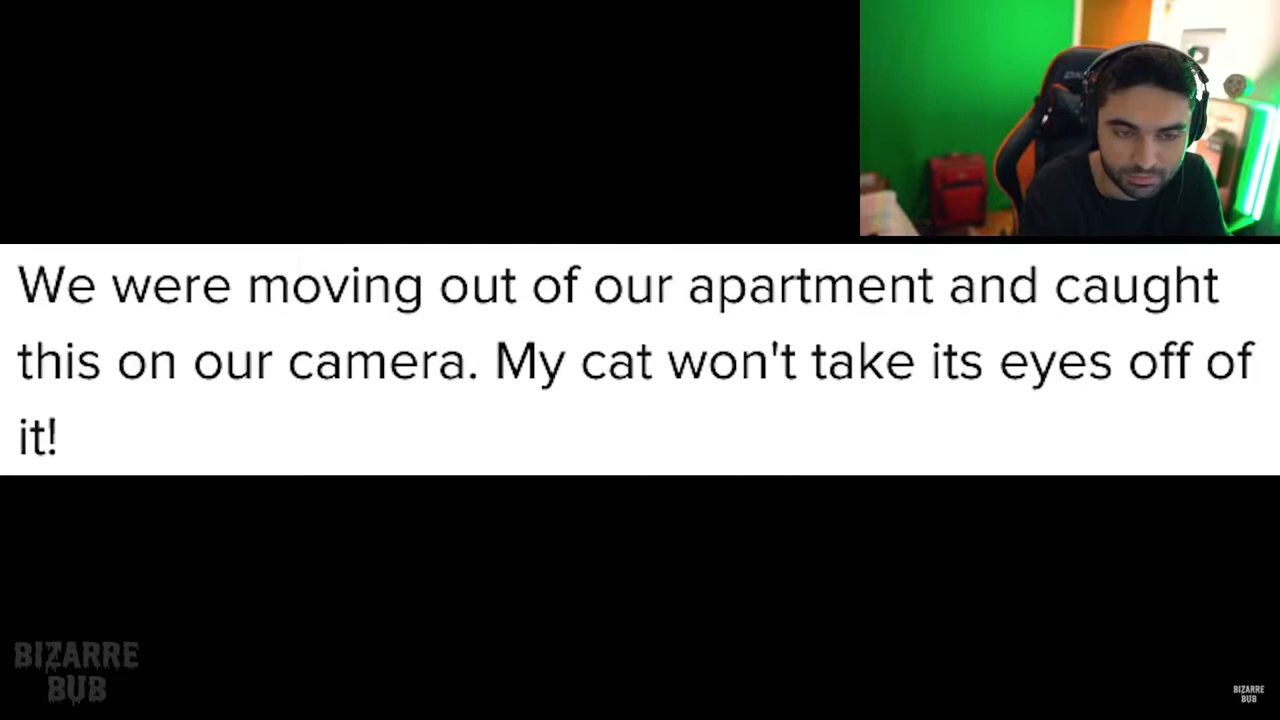 We were moving out of our apartment and caught
this on our camera. My cat won't take its eyes off of
it!
BIZARRE
BUB
BIZARRE
BUB